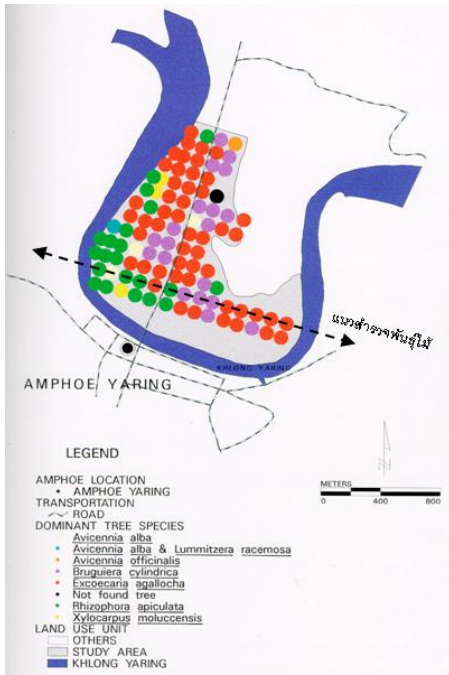 แนวสำรวจพันธุ์ไม้
KHLONG YARING
AMPHOE YARING
LEGEND
METERS
0 400 800
AMPHOE LOCATION
AMPHOE YARING
TRANSPORTATION
ROAD
DOMINANT TREE SPECIES
Avicennia alba
Avicennia alba & Lummitzera racemosa
Avicennia officinalis
Bruguiera cylindrica
Excoecaria agallocha
Not found tree
Rhizophora apiculata
Xylocarpus moluccensis
LAND USE UNIT
OTHERS
STUDY AREA
KHLONG YARING